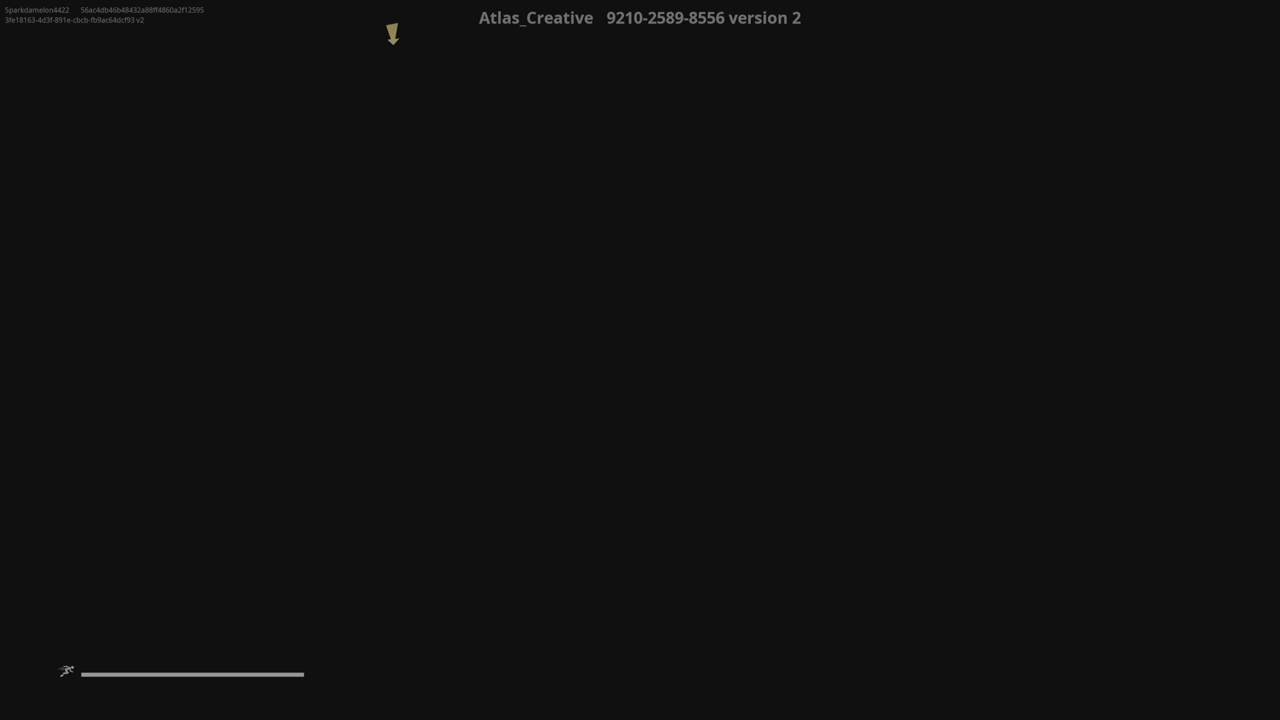 Sparkdamelon4422 56ac4db46b48432a88ff4860a2f12595
3fe18163-4d3f-891e-cbcb-fb9ac64dcf93 v2
Atlas_Creative 9210-2589-8556 version 2